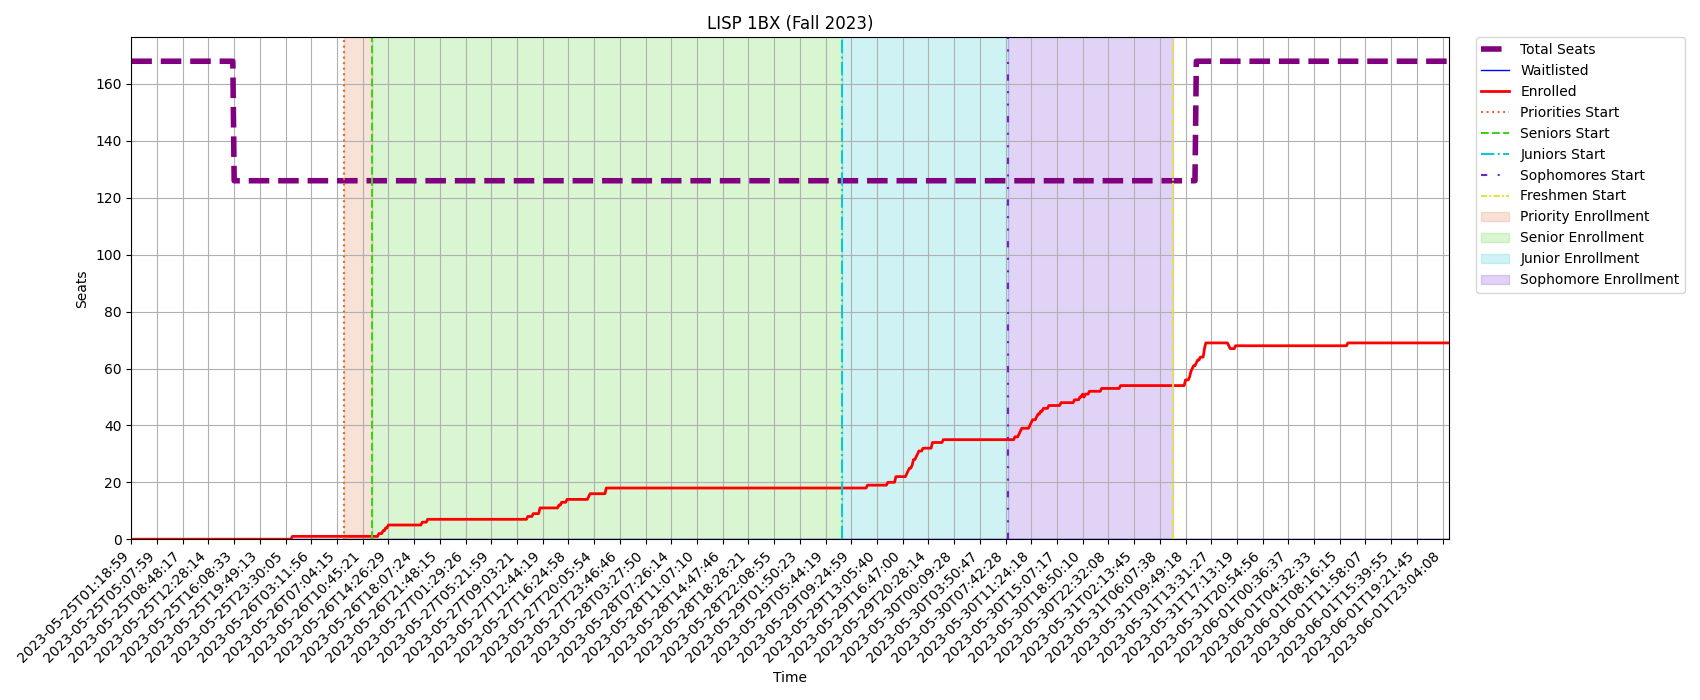 LISP 1BX (Fall 2023)
Total Seats
Waitlisted
Enrolled
Priorities Start
Seniors Start
Juniors Start
Sophomores Start
Freshmen Start
Priority Enrollment
Senior Enrollment
Junior Enrollment
Sophomore Enrollment
Seats
160
140
120
100
80
60
40
20
0
2023-05-25T01:18:59
2023-05-25T05:07:59
2023-05-25T08:48:17
2023-05-25T12:28:14
2023-05-25T16:08:33
2023-05-25T19:49:13
2023-05-25T23:30:05
2023-05-26T03:11:56
2023-05-26T07:04:15
2023-05-26T10:45:21
2023-05-26T14:26:29
2023-05-26T18:07:24
2023-05-26T21:48:15
2023-05-27T01:29:26
2023-05-27T05:21:59
2023-05-27T09:03:21
2023-05-27T12:44:19
2023-05-27T16:24:58
2023-05-27T20:05:54
2023-05-27T23:46:46
2023-05-28T03:27:50
2023-05-28T07:26:14
2023-05-28T11:07:10
2023-05-28T14:47:46
2023-05-28T18:28:21
2023-05-28T22:08:55
2023-05-29T01:50:23
2023-05-29T05:44:19
2023-05-29T09:24:59
2023-05-29T13:05:40
2023-05-29T16:47:00
2023-05-29T20:28:14
2023-05-30T00:09:28
2023-05-30T03:50:47
2023-05-30T07:42:28
2023-05-30T11:24:18
2023-05-30T15:07:17
2023-05-30T18:50:10
2023-05-30T22:32:08
2023-05-31T02:13:45
2023-05-31T06:07:38
2023-05-31T09:49:18
2023-05-31T13:31:27
2023-05-31T17:13:19
2023-05-31T20:54:56
2023-06-01T00:36:37
2023-06-01T04:32:33
2023-06-01T08:16:15
2023-06-01T11:58:07
2023-06-01T15:39:55
2023-06-01T19:21:45
2023-06-01T23:04:08
Time